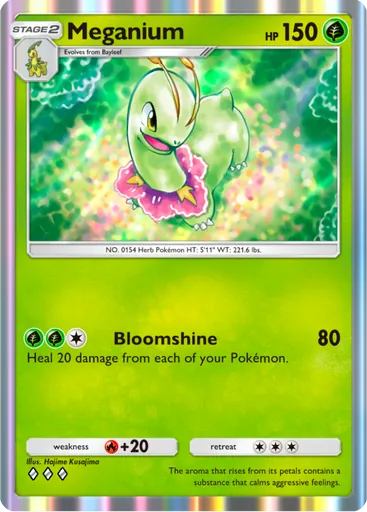 STAGE2
Meganium
HP 150
Evolves from Bayleef
NO. 0154 Herb Pokémon HT: 5'11" WT: 221.6 lbs.
Bloomshine 80
Heal 20 damage from each of your Pokémon.
weakness +20 retreat
Illus. Hajime Kusajima
The aroma that rises from its petals contains a
substance that calms aggressive feelings.